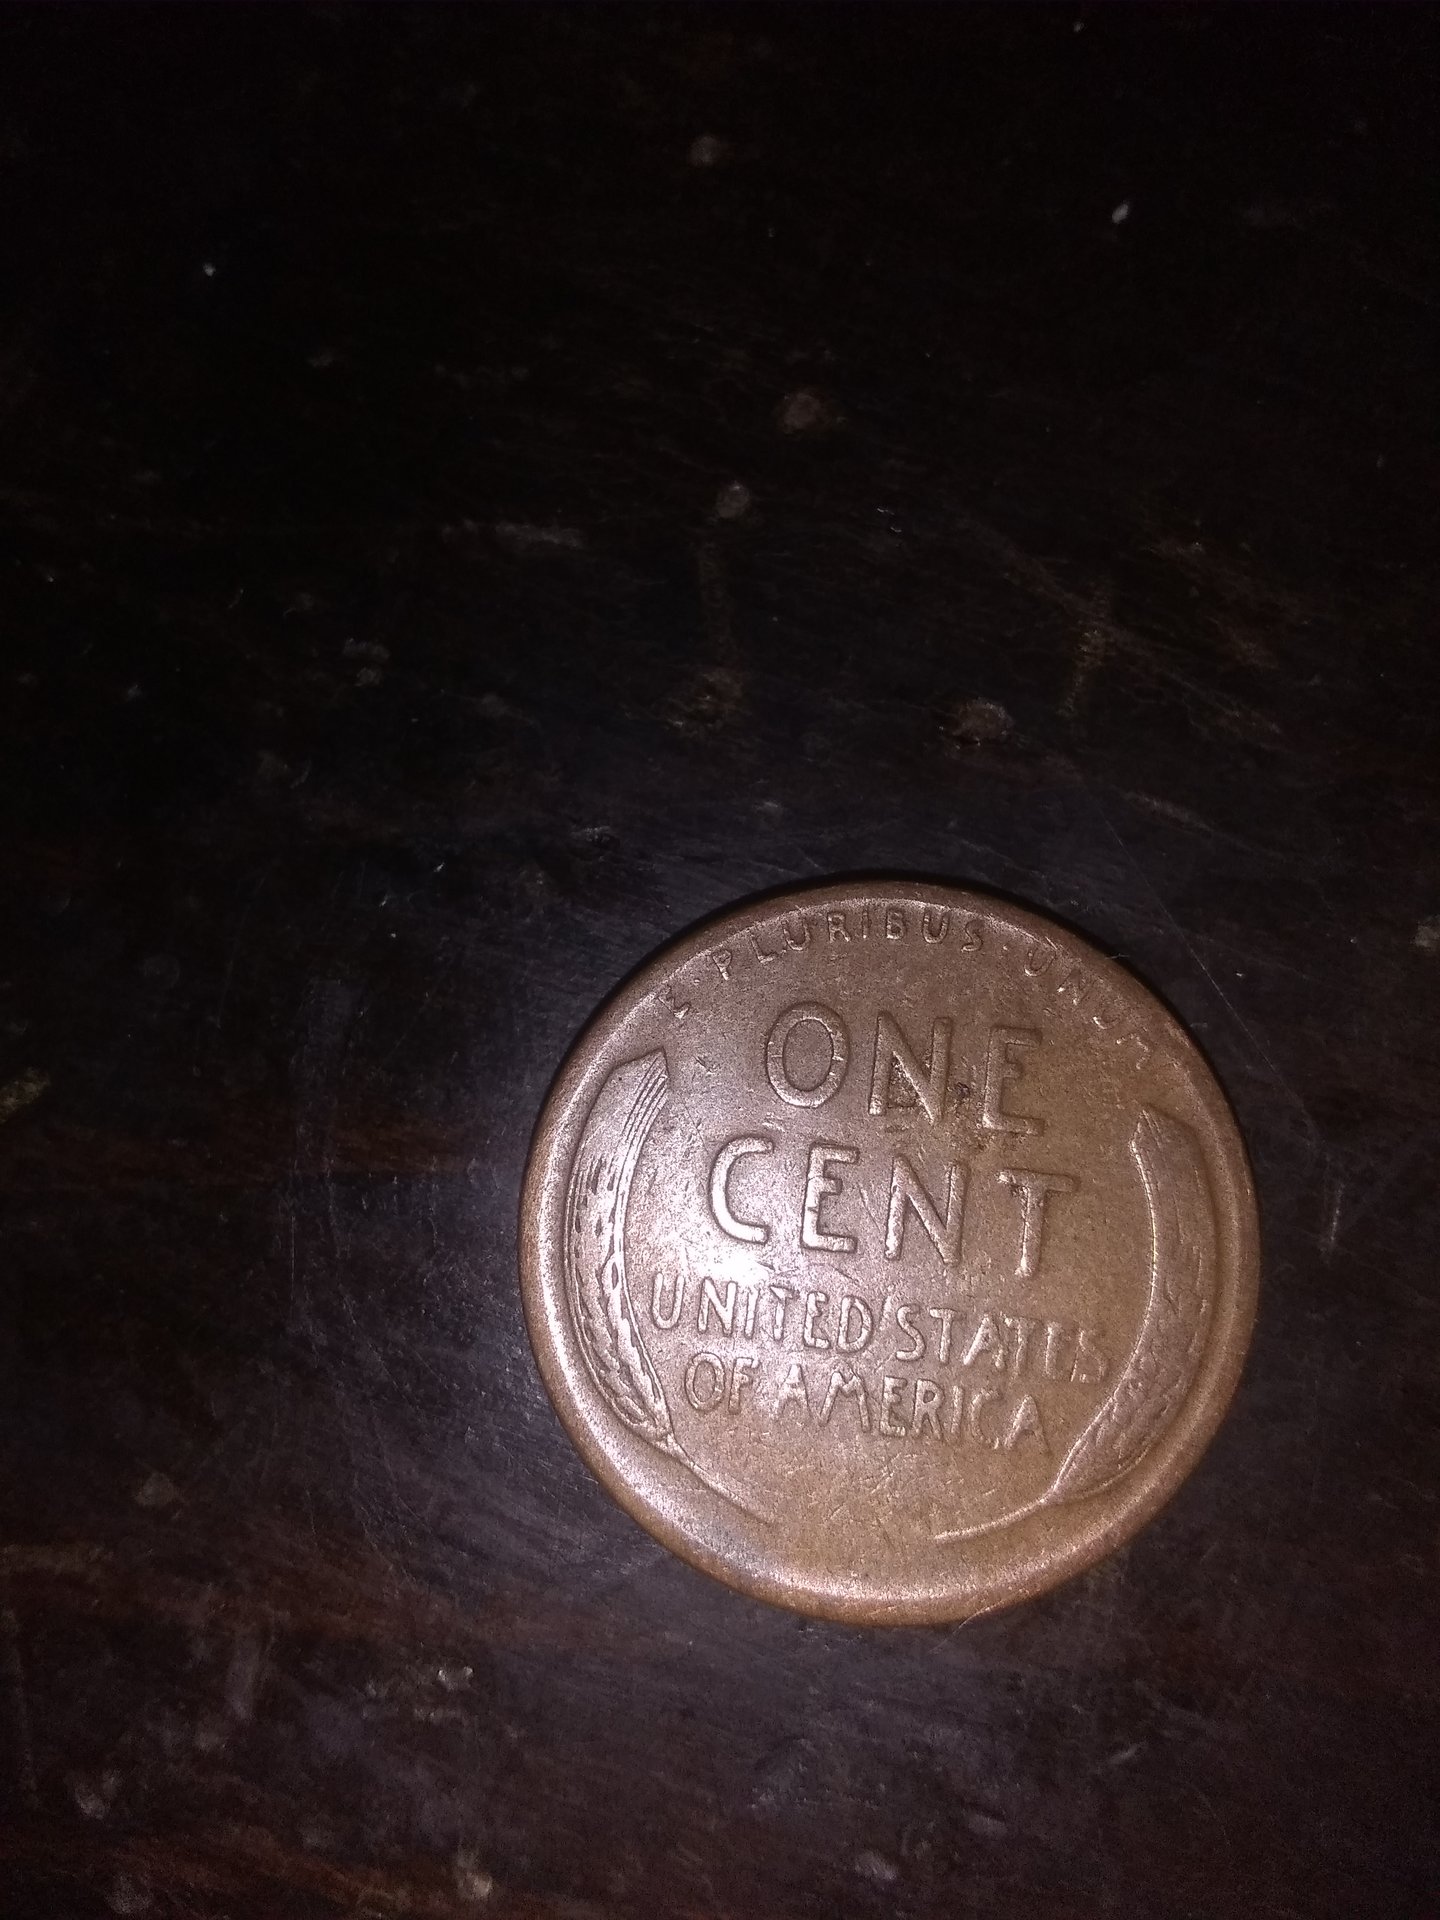 E·PLURIBUS·UNUM
ONE
CENT
UNITED STATES
OF AMERICA